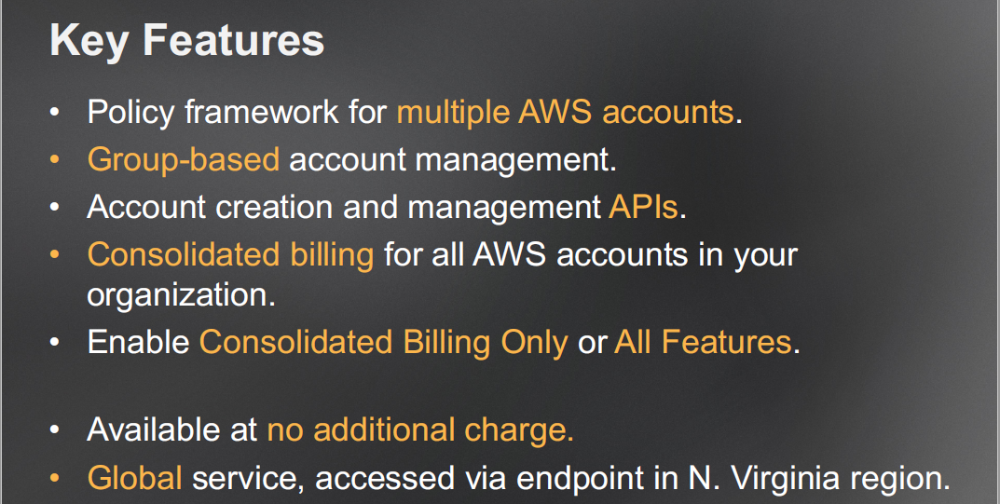 Key Features
• Policy framework for multiple AWS accounts.
• Group-based account management.
• Account creation and management APIs.
• Consolidated billing for all AWS accounts in your
organization.
• Enable Consolidated Billing Only or All Features.
• Available at no additional charge.
• Global service, accessed via endpoint in N. Virginia region.